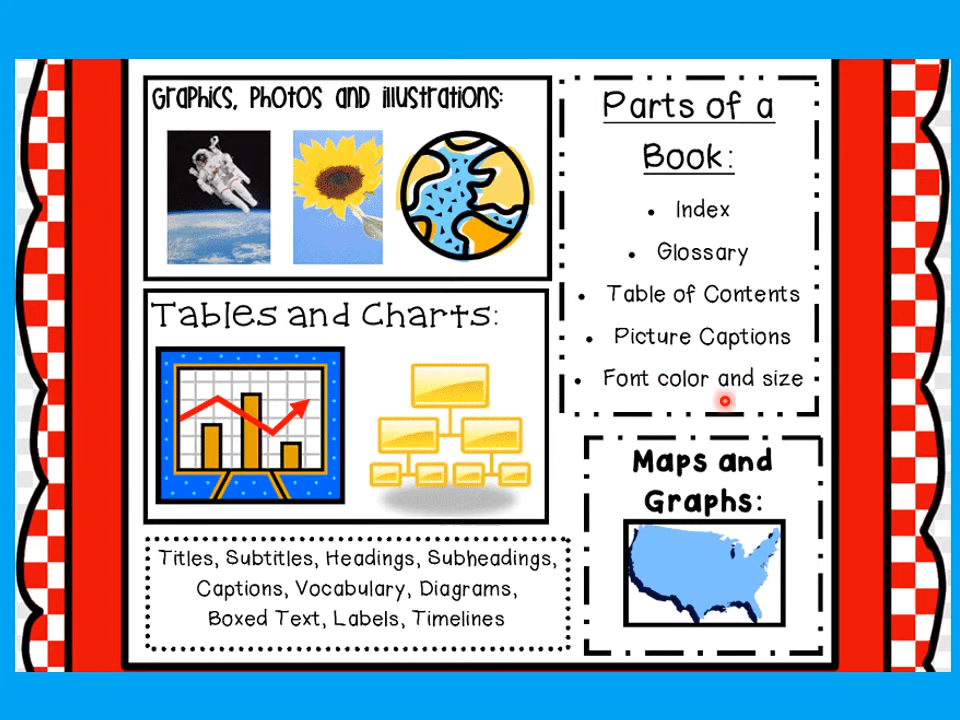 Graphics, Photos and illustrations:
Tables and Charts:
Titles, Subtitles, Headings, Subheadings,
Captions, Vocabulary, Diagrams,
Boxed Text, Labels, Timelines
Parts of a
Book:
• Index
• Glossary
• Table of Contents
• Picture Captions
• Font color and size
Maps and
Graphs: